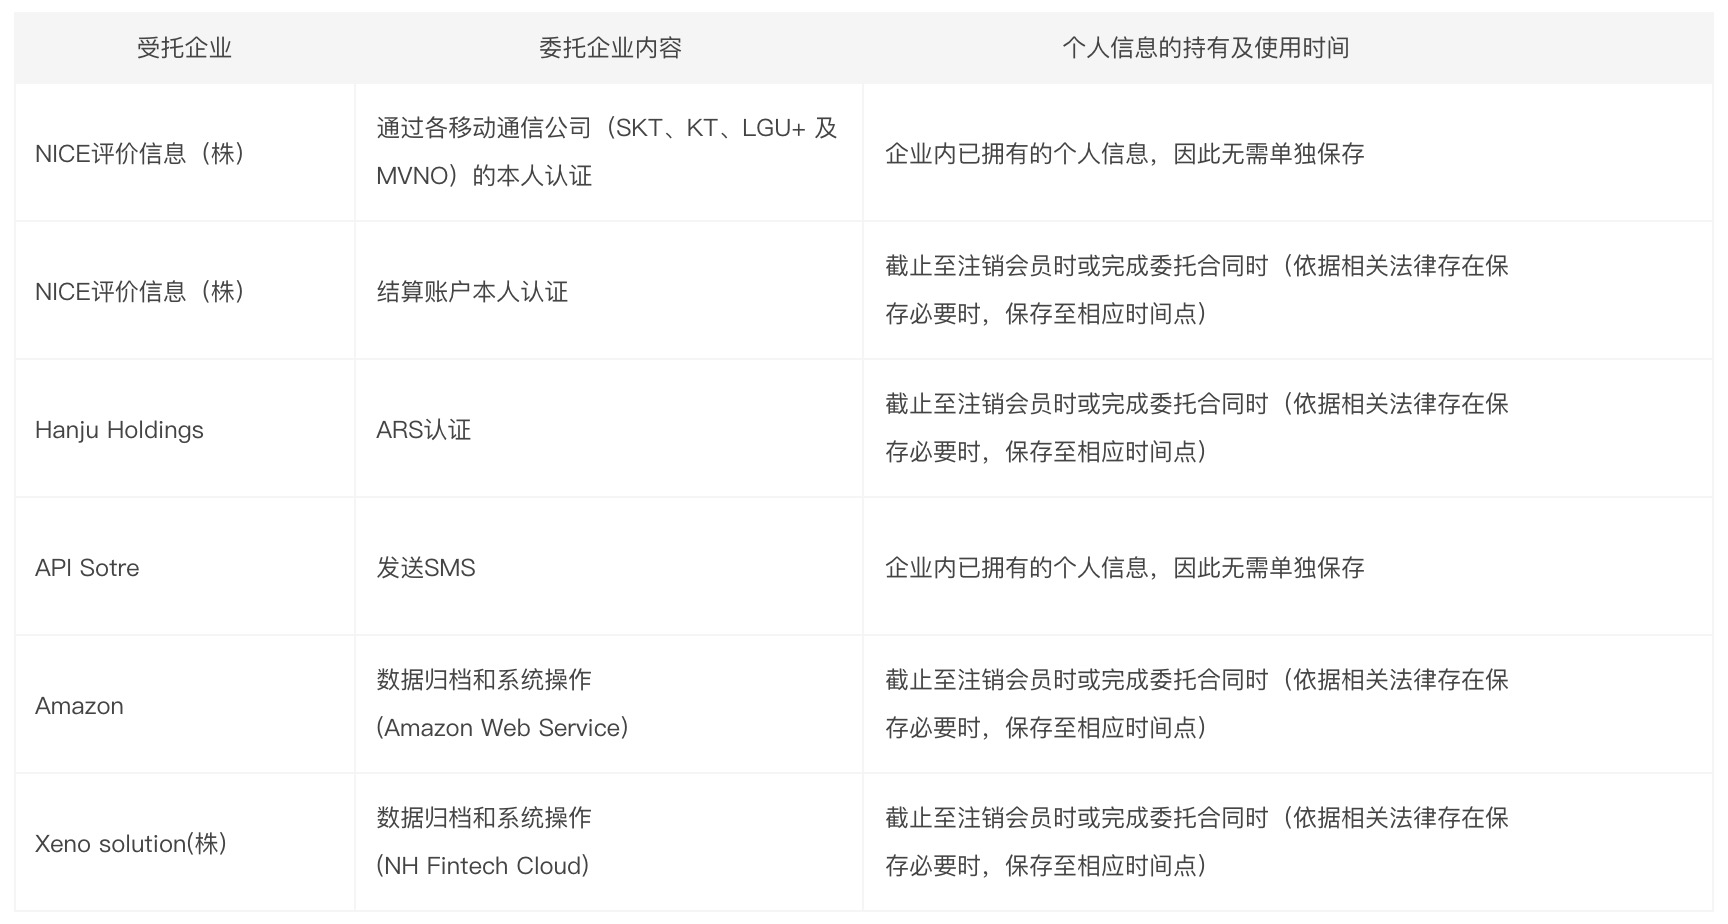 受托企业
委托企业内容
个人信息的持有及使用时间
NICE评价信息（株）
通过各移动通信公司（SKT、KT、LGU+ 及
MVNO）的本人认证
企业内已拥有的个人信息，因此无需单独保存
NICE评价信息（株）
结算账户本人认证
截止至注销会员时或完成委托合同时（依据相关法律存在保
存必要时，保存至相应时间点）
Hanju Holdings
ARS认证
截止至注销会员时或完成委托合同时（依据相关法律存在保
存必要时，保存至相应时间点）
API Sotre
发送SMS
企业内已拥有的个人信息，因此无需单独保存
Amazon
数据归档和系统操作
(Amazon Web Service)
截止至注销会员时或完成委托合同时（依据相关法律存在保
存必要时，保存至相应时间点）
Xeno solution(株)
数据归档和系统操作
(NH Fintech Cloud)
截止至注销会员时或完成委托合同时（依据相关法律存在保
存必要时，保存至相应时间点）